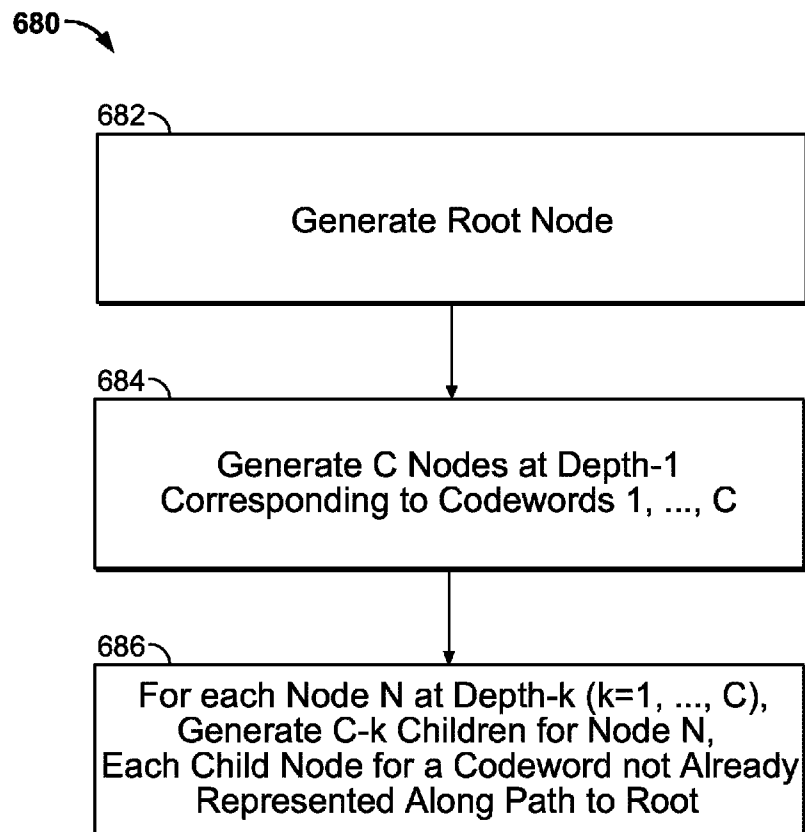 680
682
Generate Root Node
684
Generate C Nodes at Depth-1
Corresponding to Codewords 1, ..., C
686
For each Node N at Depth-k (k=1, ..., C),
Generate C-k Children for Node N,
Each Child Node for a Codeword not Already
Represented Along Path to Root